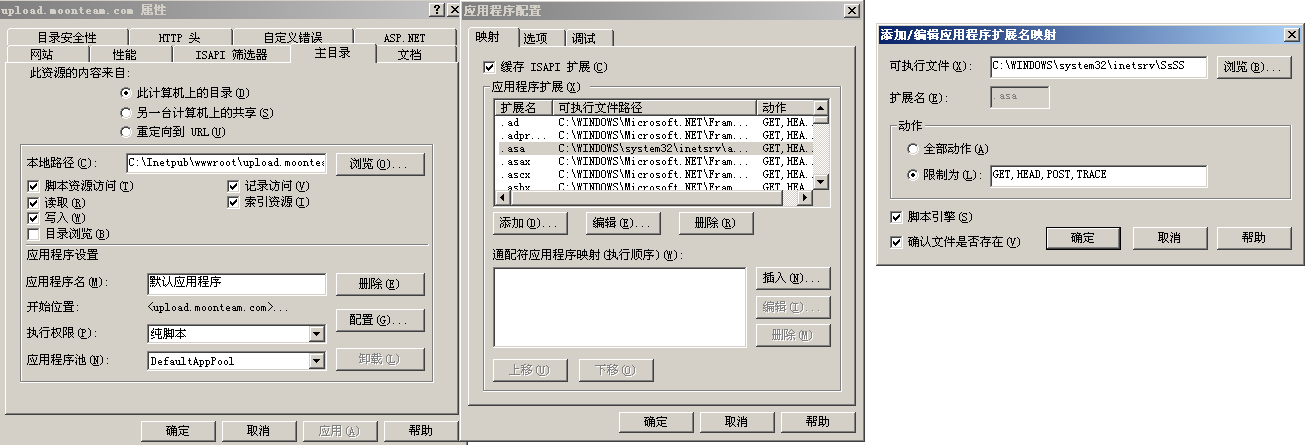 upload.moonteam.com 属性
目录安全性 HTTP 头 自定义错误 ASP.NET
网站 性能 ISAPI 筛选器 主目录 文档
此资源的内容来自:
此计算机上的目录(D)
另一台计算机上的共享(S)
重定向到 URL(U)
本地路径(C): C:\Inetpub\wwwroot\upload.moontea 浏览(O)...
脚本资源访问(T) 记录访问(V)
读取(R) 索引资源(I)
写入(W)
目录浏览(B)
应用程序设置
应用程序名(M): 默认应用程序 删除(E)
开始位置: <upload.moonteam.com>...
配置(G)...
执行权限(P): 纯脚本
应用程序池(N): DefaultAppPool 卸载(L)
确定 取消 应用(A) 帮助
应用程序配置
映射 选项 调试
缓存 ISAPI 扩展(C)
应用程序扩展(X)
扩展名 可执行文件路径 动作
.ad C:\WINDOWS\Microsoft.NET\Fram... GET,HEA..
.adpr... C:\WINDOWS\Microsoft.NET\Fram... GET,HEA..
.asa C:\WINDOWS\system32\inetsrv\a... GET,HEA..
.asax C:\WINDOWS\Microsoft.NET\Fram... GET,HEA..
.ascx C:\WINDOWS\Microsoft.NET\Fram... GET,HEA..
.ashx C:\WINDOWS\Microsoft.NET\Fram... GET,HEA..
添加(D)... 编辑(E)... 删除(R)
通配符应用程序映射(执行顺序)(W):
插入(N)...
编辑(I)...
删除(M)
上移(U) 下移(O)
确定 取消 帮助
添加/编辑应用程序扩展名映射
可执行文件(X): C:\WINDOWS\system32\inetsrv\SsSS 浏览(B)...
扩展名(E): .asa
动作
全部动作(A)
限制为(L): GET,HEAD,POST,TRACE
脚本引擎(S)
确认文件是否存在(V) 确定 取消 帮助